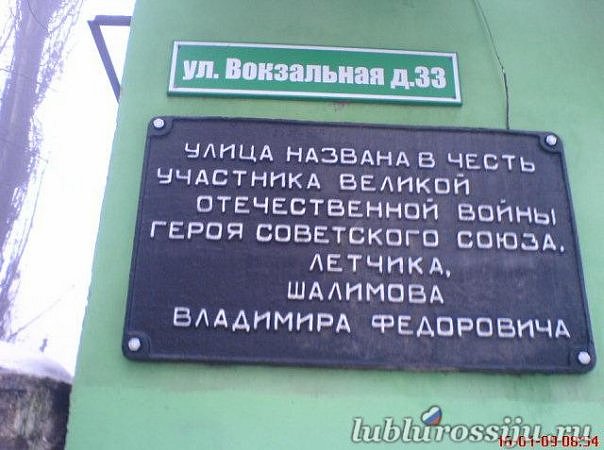 ул. Вокзальная д.33
УЛИЦА НАЗВАНА В ЧЕСТЬ
УЧАСТНИКА ВЕЛИКОЙ
ОТЕЧЕСТВЕННОЙ ВОЙНЫ
ГЕРОЯ СОВЕТСКОГО СОЮЗА,
ЛЕТЧИКА,
ШАЛИМОВА
ВЛАДИМИРА ФЕДОРОВИЧА
lublurossiju.ru